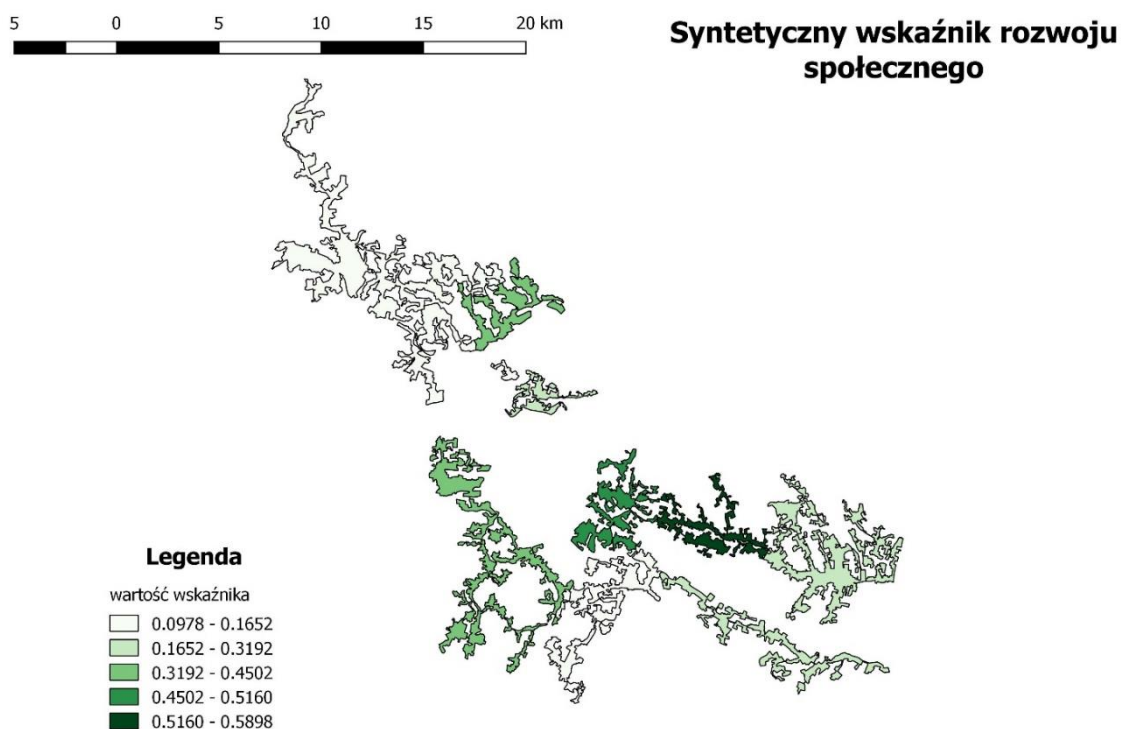 5 0 5 10 15 20 km
Syntetyczny wskaźnik rozwoju
społecznego
Legenda
wartość wskaźnika
0.0978 - 0.1652
0.1652 - 0.3192
0.3192 - 0.4502
0.4502 - 0.5160
0.5160 - 0.5898